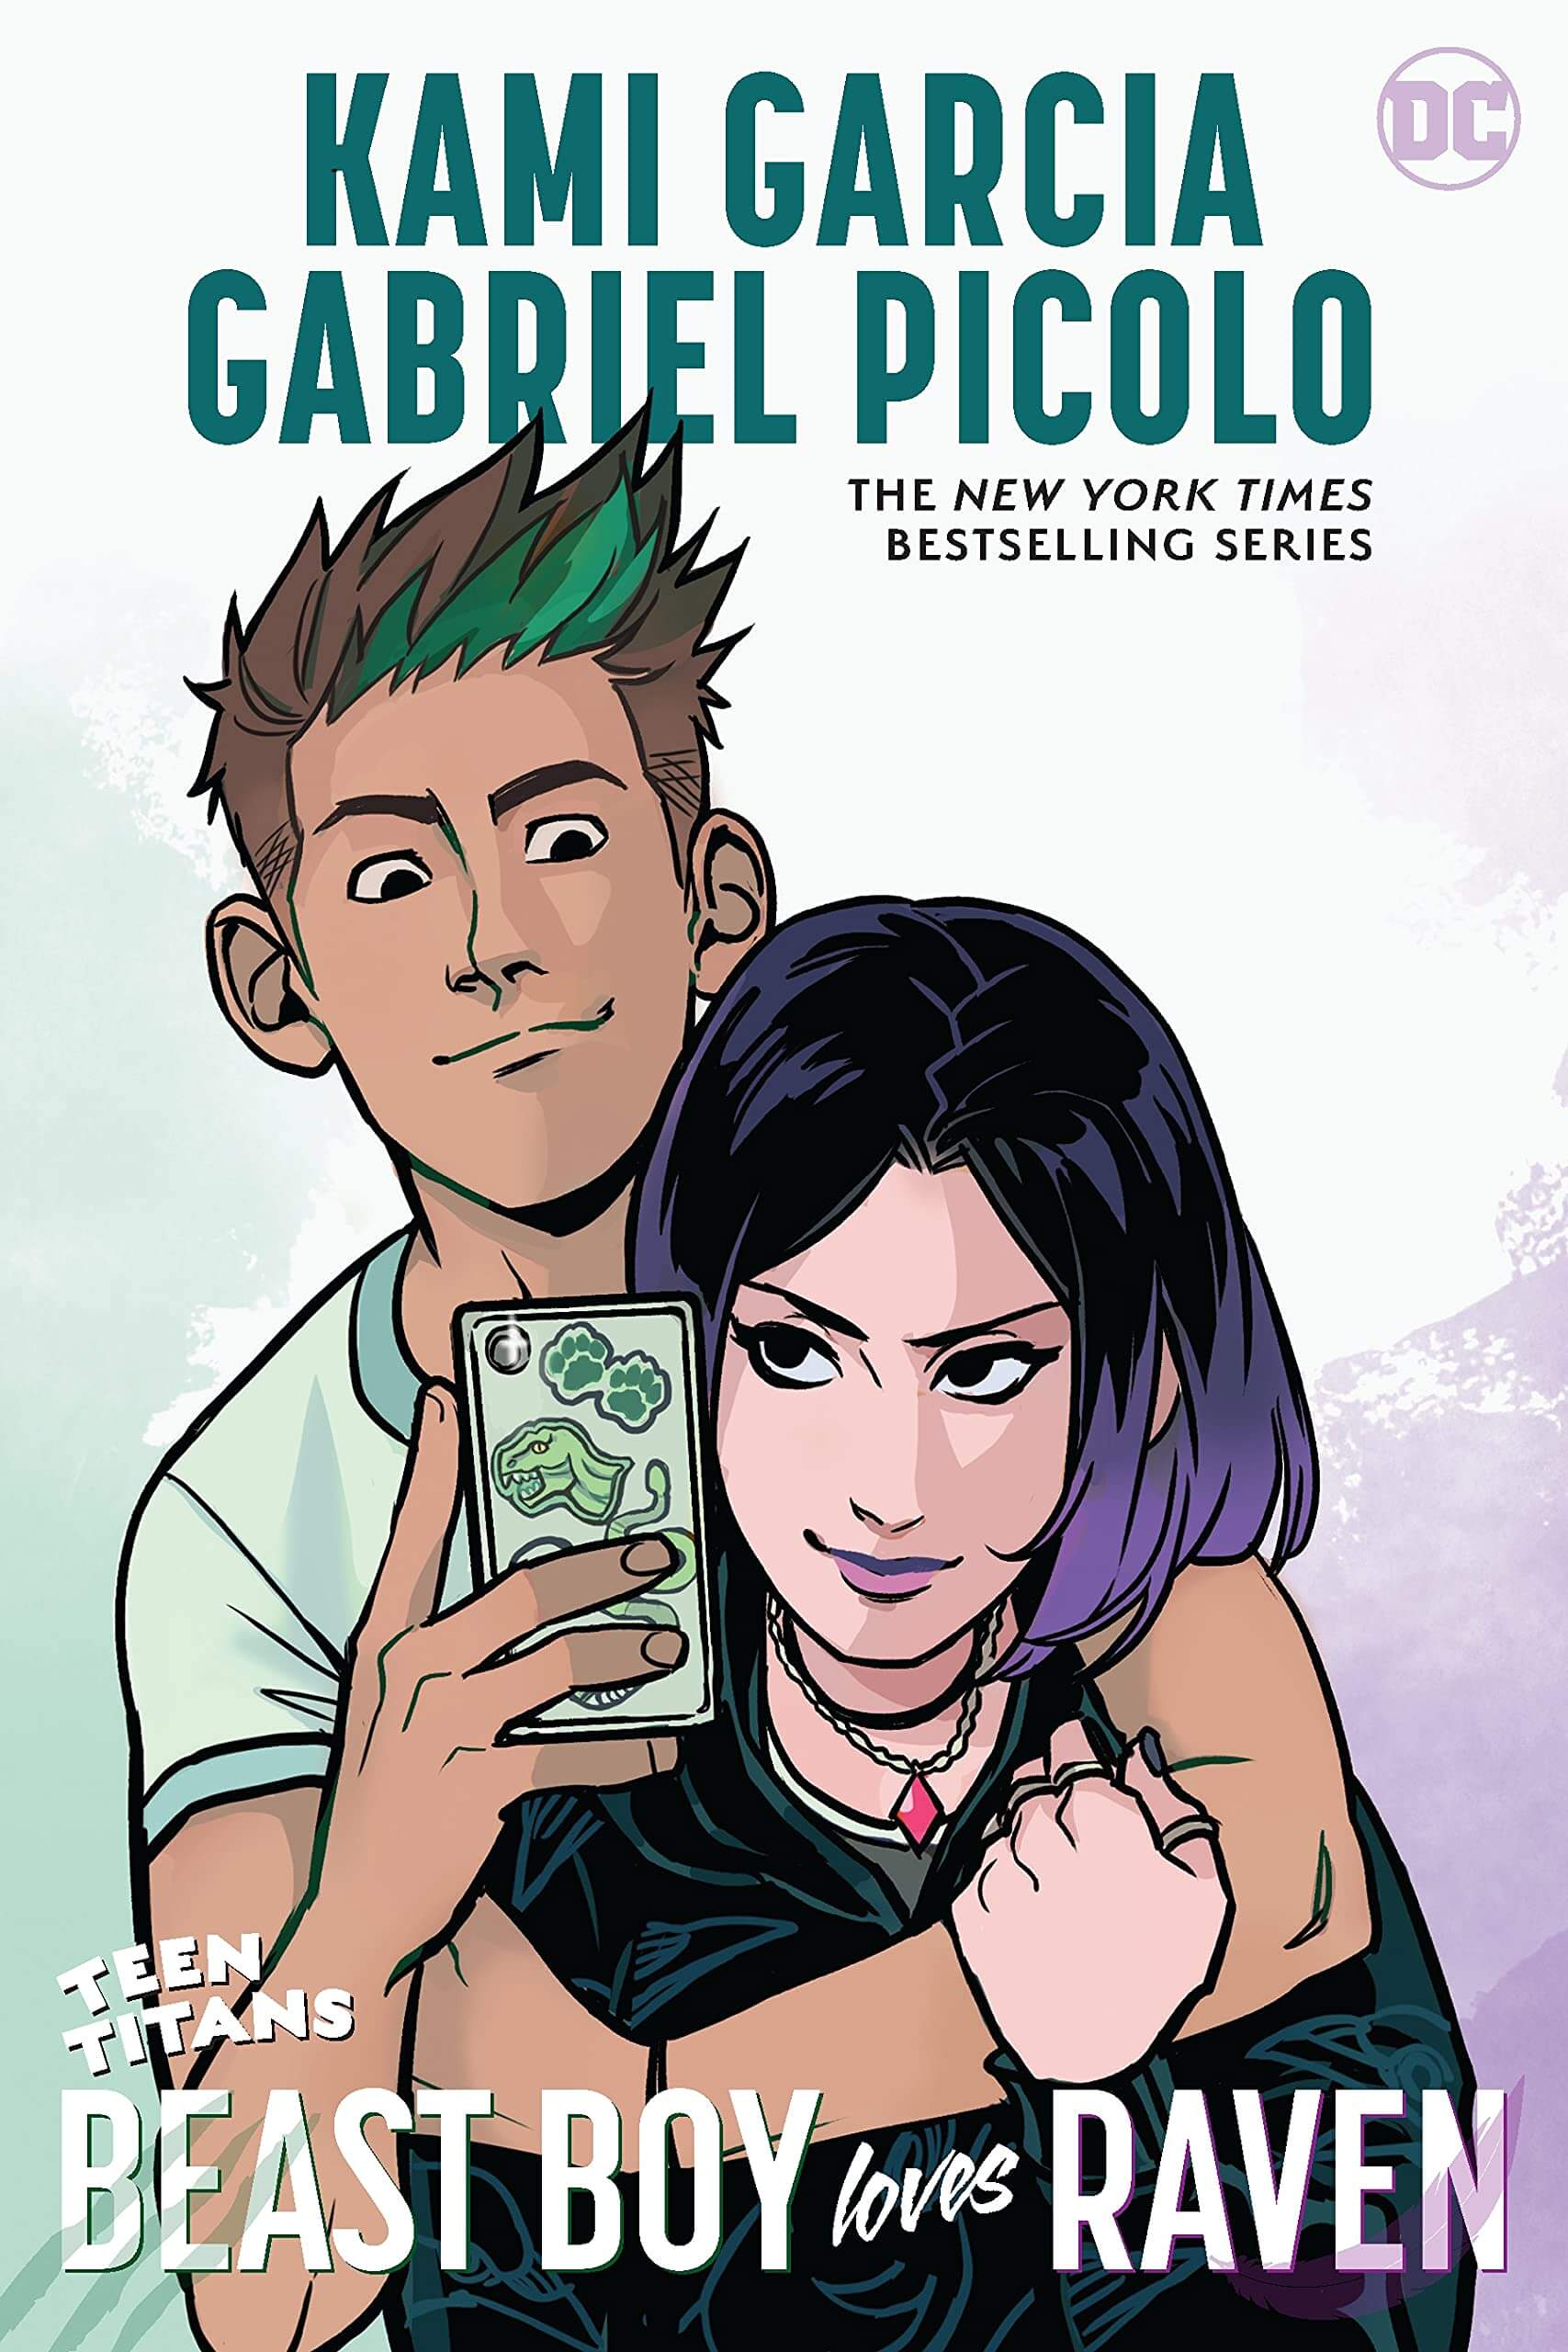 KAMI GARCIA
DC
GABRIEL PICOLO
THE NEW YORK TIMES
BESTSELLING SERIES
TEEN
TITANS
BEAST BOY loves RAVEN